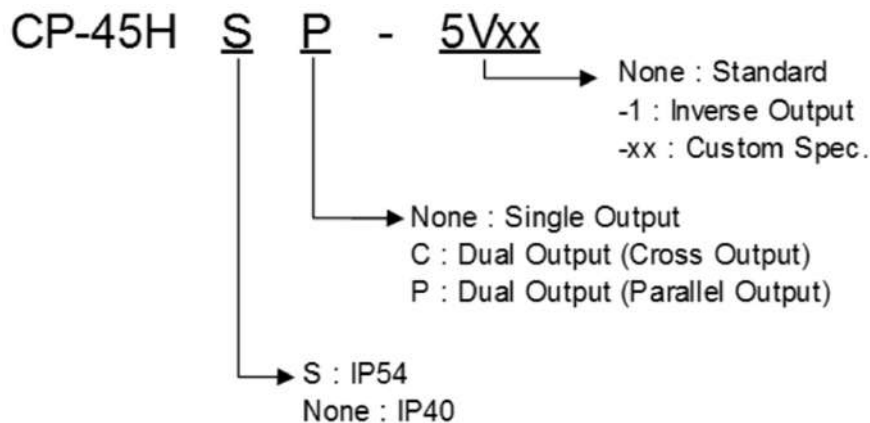 CP-45H S P - 5Vxx
None : Standard
-1 : Inverse Output
-xx : Custom Spec.
None : Single Output
C : Dual Output (Cross Output)
P : Dual Output (Parallel Output)
S : IP54
None : IP40